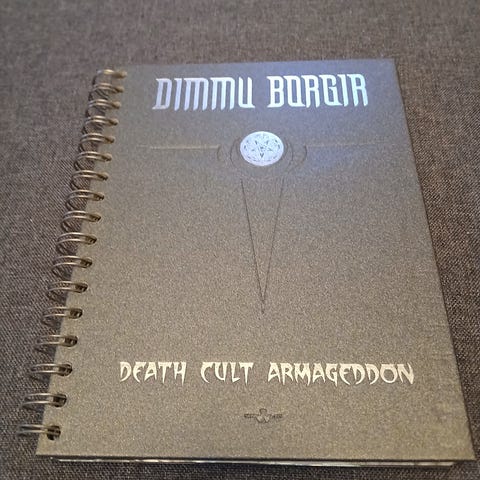 DIMMU BORGIR
DEATH CULT ARMAGEDDON